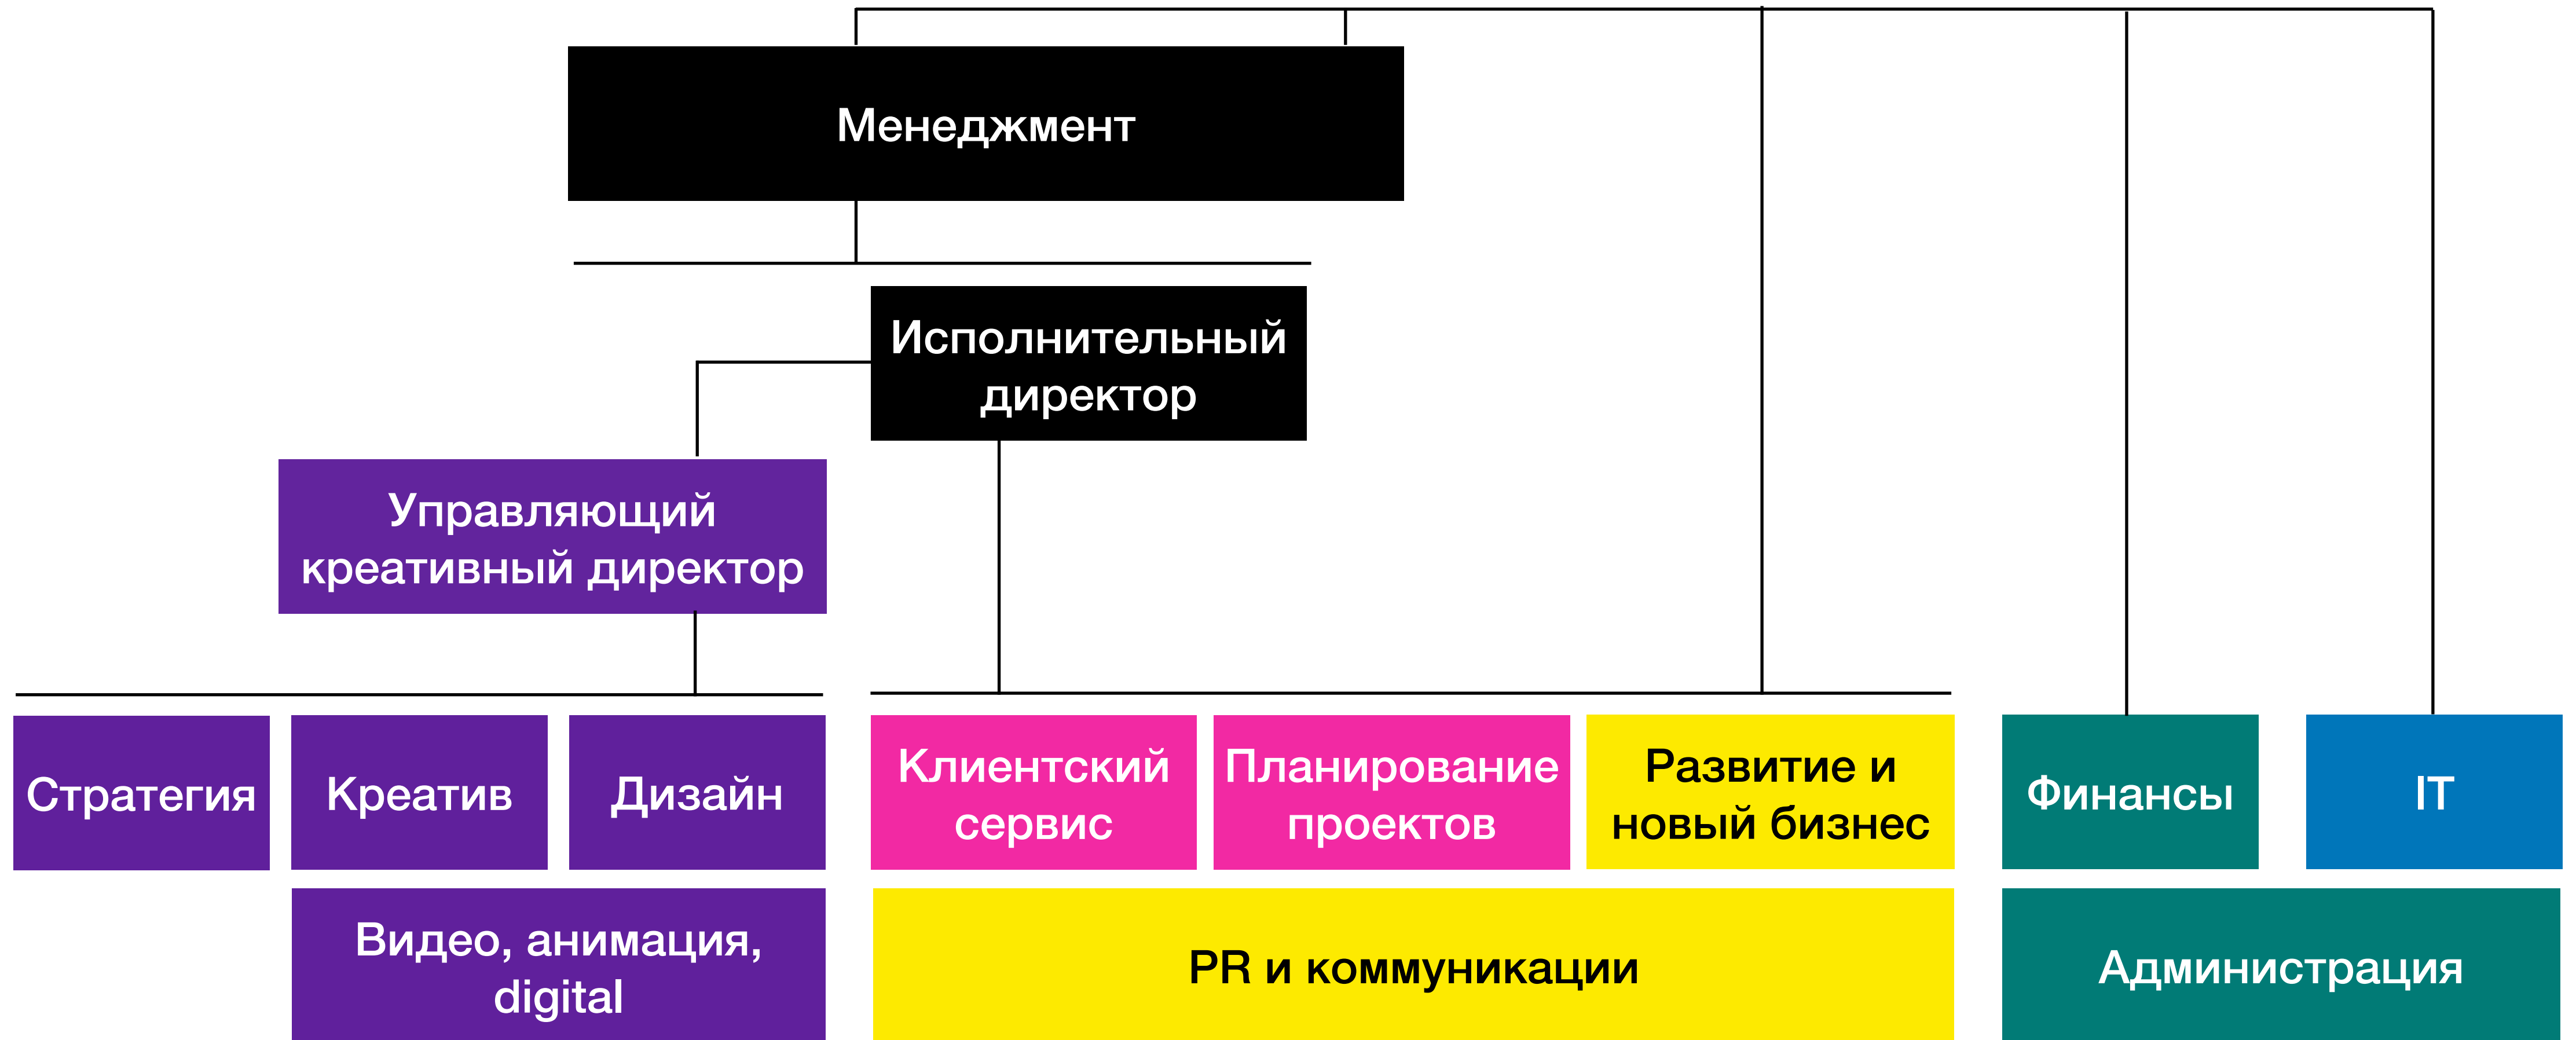 Менеджмент
Исполнительный
директор
Управляющий
креативный директор
Стратегия
Креатив
Дизайн
Клиентский
сервис
Планирование
проектов
Развитие и
новый бизнес
Финансы
IT
Видео, анимация,
digital
PR и коммуникации
Администрация